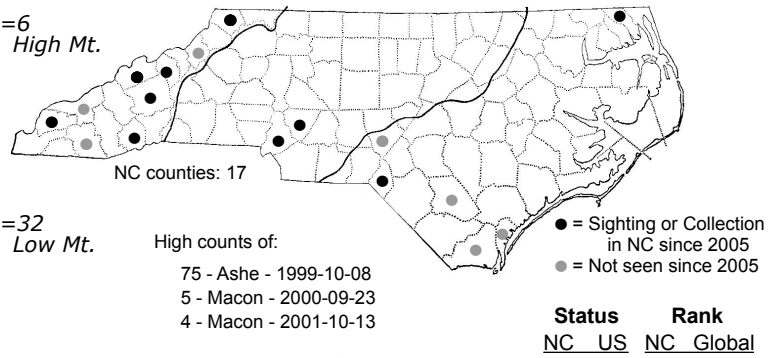 =6
High Mt.
NC counties: 17
=32
Low Mt.
High counts of:
75 - Ashe - 1999-10-08
5 - Macon - 2000-09-23
4 - Macon - 2001-10-13
= Sighting or Collection
in NC since 2005
= Not seen since 2005
Status Rank
NC US NC Global